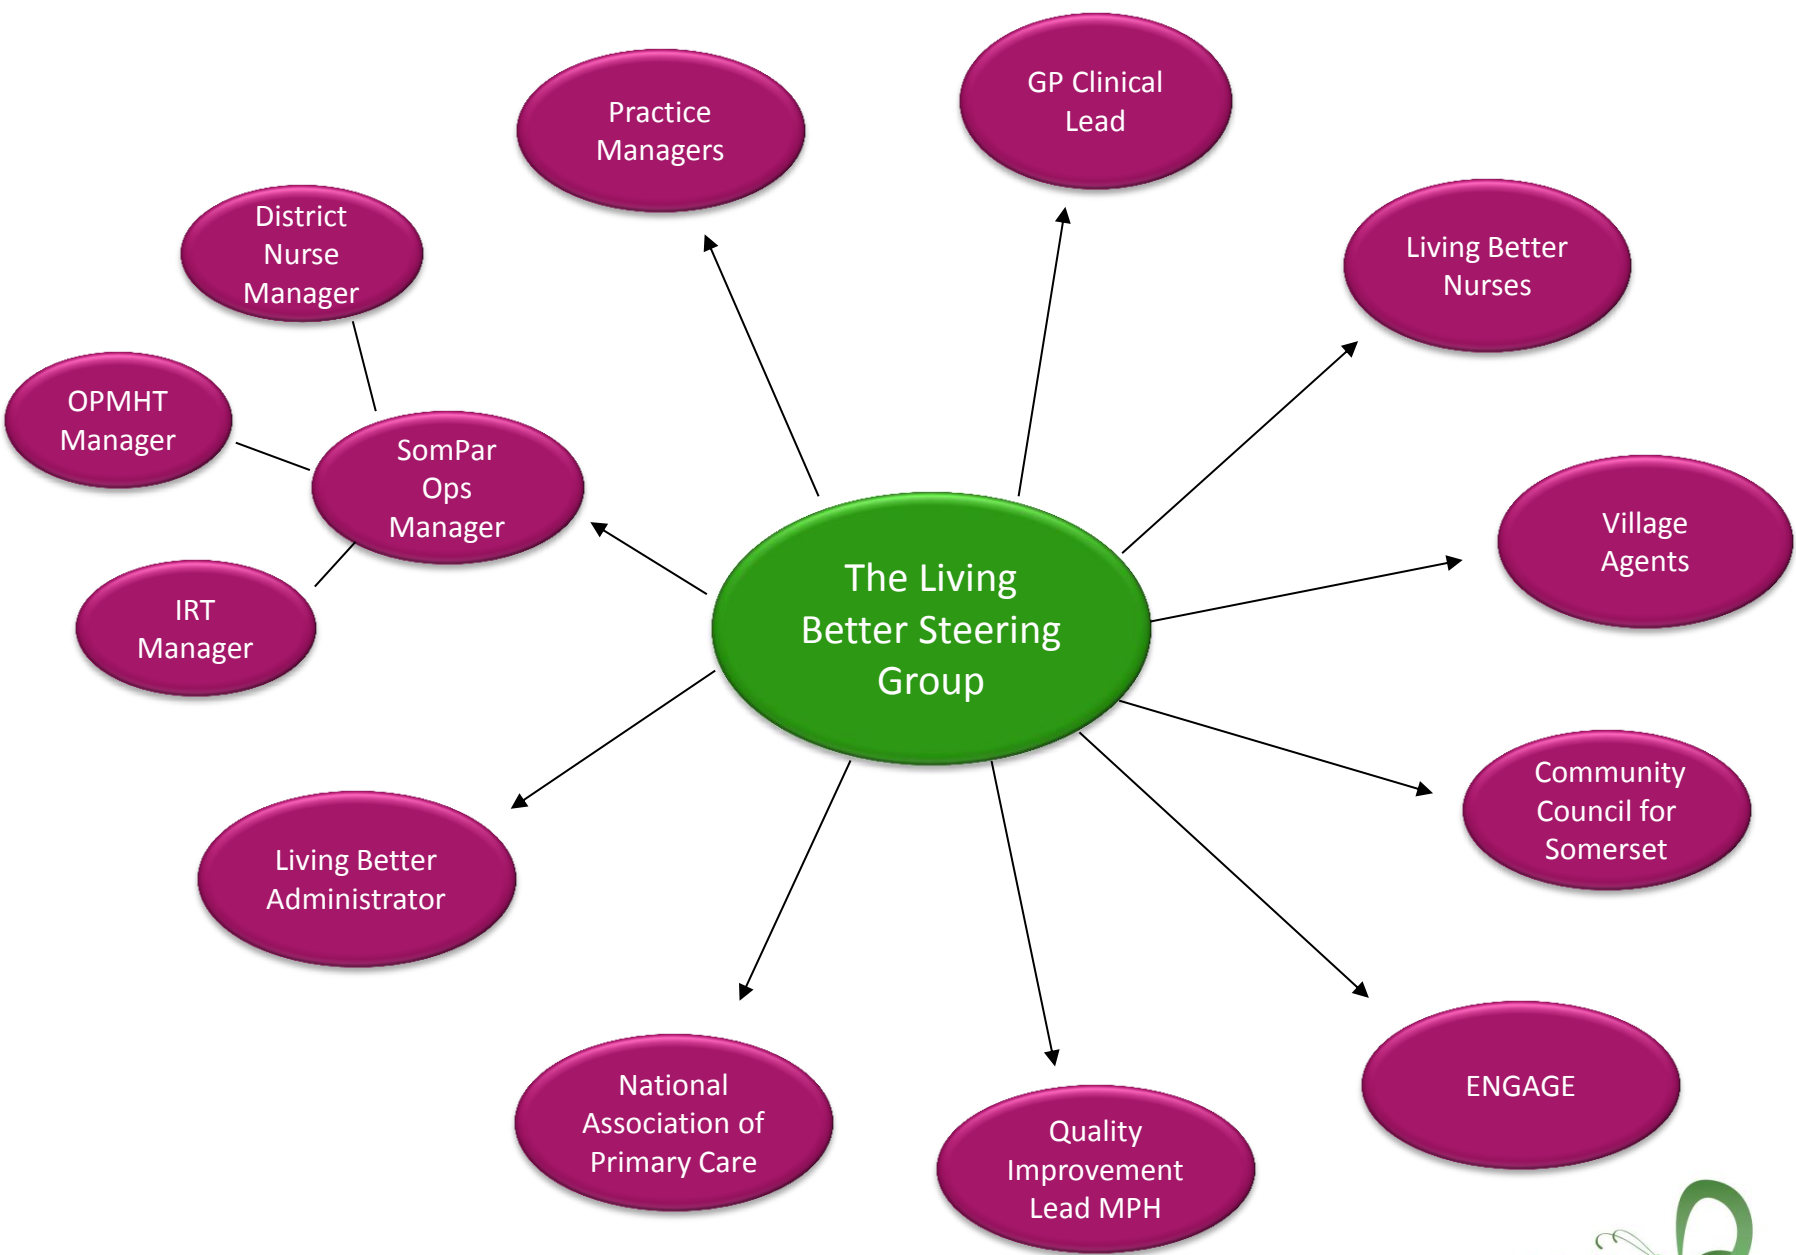 GP Clinical
Lead
Practice
Managers
District
Nurse
Manager
Living Better
Nurses
OPMHT
Manager
SomPar
Ops
Manager
Village
Agents
The Living
Better Steering
Group
IRT
Manager
Community
Council for
Somerset
Living Better
Administrator
National
Association of
Primary Care
Quality
Improvement
Lead MPH
ENGAGE